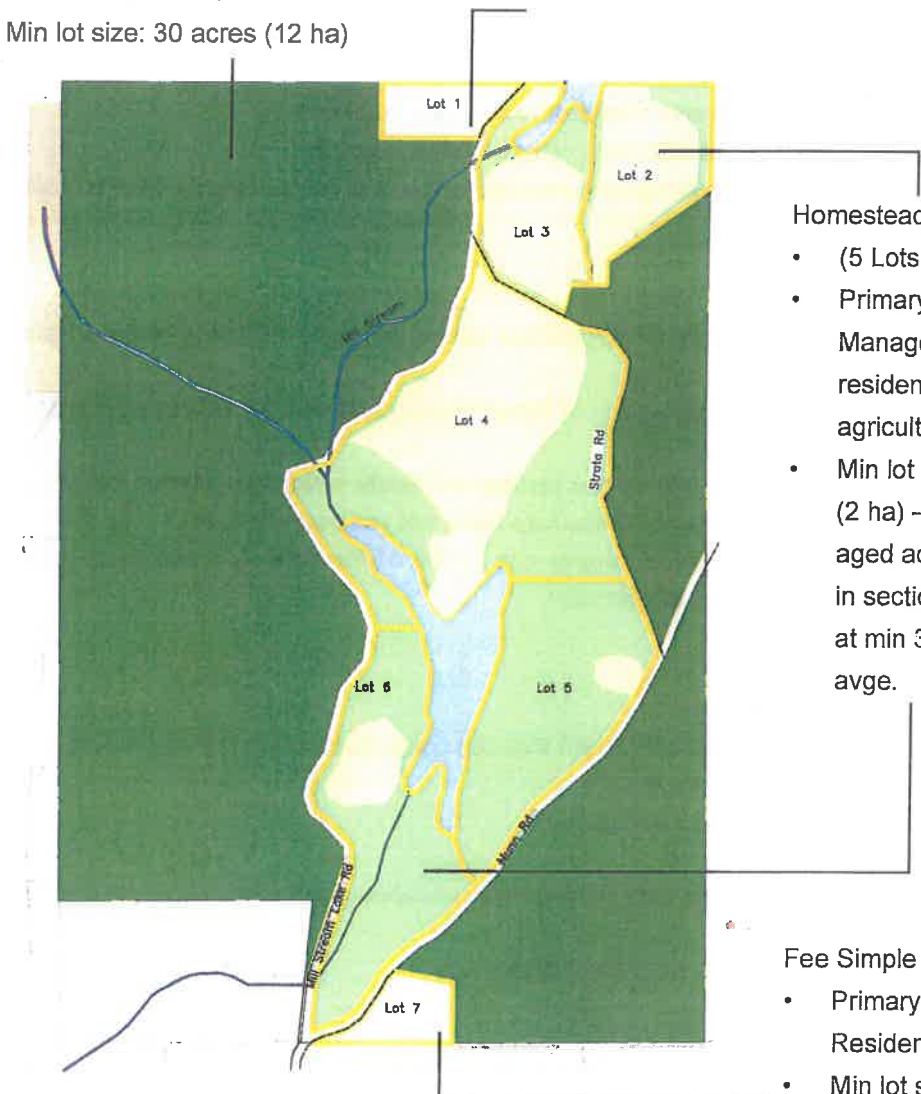 Min lot size: 30 acres (12 ha)
Lot 1
Lot 2
Lot 3
Mill Stream
Lot 4
Strata Rd
Lot 6
Lot 5
Munn Rd
Mill Stream Lake Rd
Lot 7
Homestead
• (5 Lots
• Primary
Manage
residen
agricult
• Min lot
(2 ha) –
aged ac
in sectio
at min 3
avge.
Fee Simple
• Primary
Residen
• Min lot s